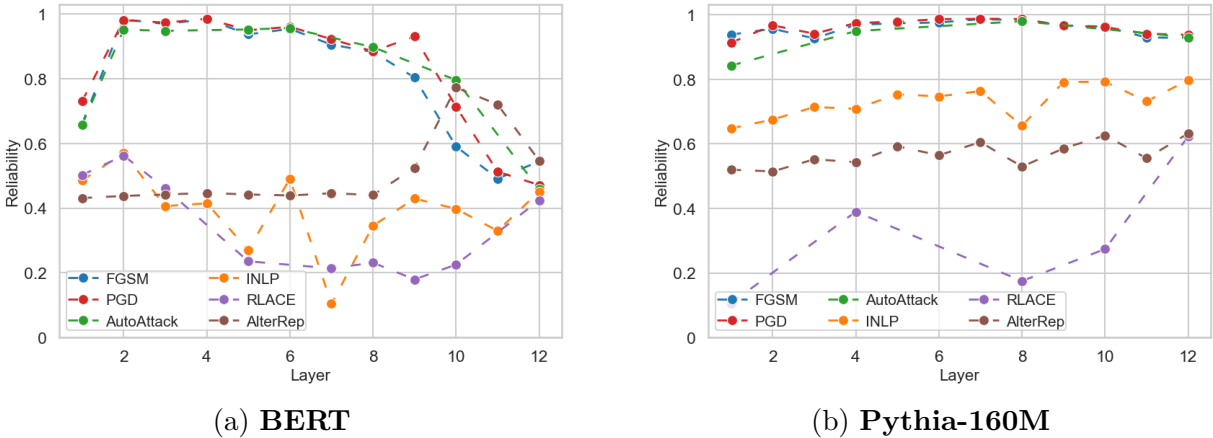 1
0.8
0.6
0.4
0.2
0
Reliability
FGSM
PGD
AutoAttack
INLP
RLACE
AlterRep
2 4 6 8 10 12
Layer
(a) BERT
1
0.8
0.6
0.4
0.2
0
Reliability
FGSM
PGD
AutoAttack
INLP
RLACE
AlterRep
2 4 6 8 10 12
Layer
(b) Pythia-160M